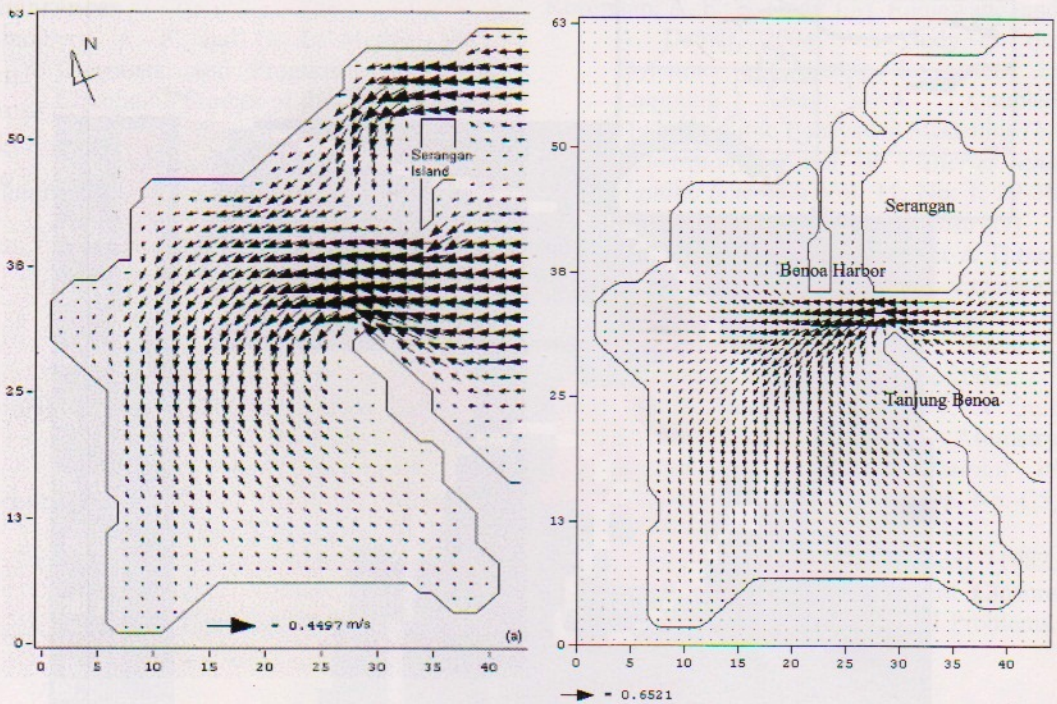 63
N
50
Serangan
Island
38
25
13
0
= 0.4497 m/s
(a)
0 5 10 15 20 25 30 35 40
63
50
Serangan
38
Benoa Harbor
25
Tanjung Benoa
13
0
0 5 10 15 20 25 30 35 40
= 0.6521